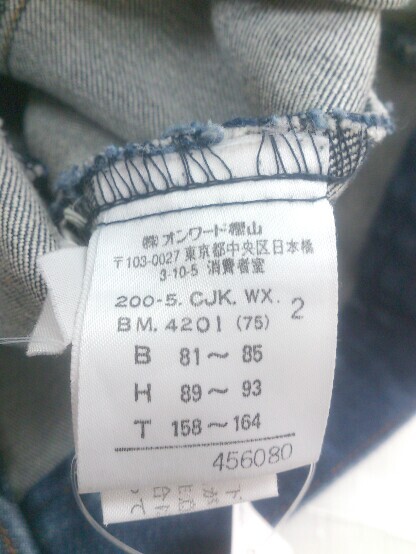 ㈱ オンワード樫山
〒103-0027 東京都中央区日本橋
3-10-5 消費者室
200-5. CJK. WX. 2
BM. 4201 (75)
B 81～ 85
H 89～ 93
T 158～164
456080